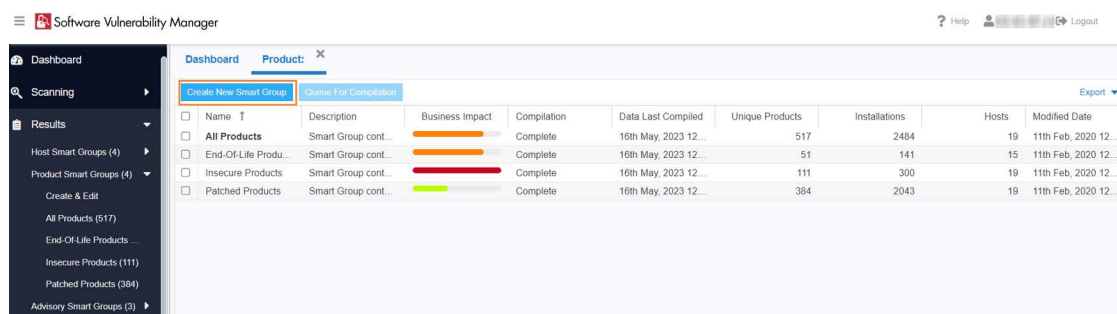 Software Vulnerability Manager
? Help
Logout
Dashboard
Scanning
Results
Host Smart Groups (4)
Product Smart Groups (4)
Create & Edit
All Products (517)
End-Of-Life Products ...
Insecure Products (111)
Patched Products (384)
Advisory Smart Groups (3)
Dashboard Product: ×
Create New Smart Group Queue For Compilation Export
Name ↑ Description Business Impact Compilation Data Last Compiled Unique Products Installations Hosts Modified Date
All Products Smart Group cont... Complete 16th May, 2023 12... 517 2484 19 11th Feb, 2020 12...
End-Of-Life Produ... Smart Group cont... Complete 16th May, 2023 12... 51 141 15 11th Feb, 2020 12...
Insecure Products Smart Group cont... Complete 16th May, 2023 12... 111 300 19 11th Feb, 2020 12...
Patched Products Smart Group cont... Complete 16th May, 2023 12... 384 2043 19 11th Feb, 2020 12...